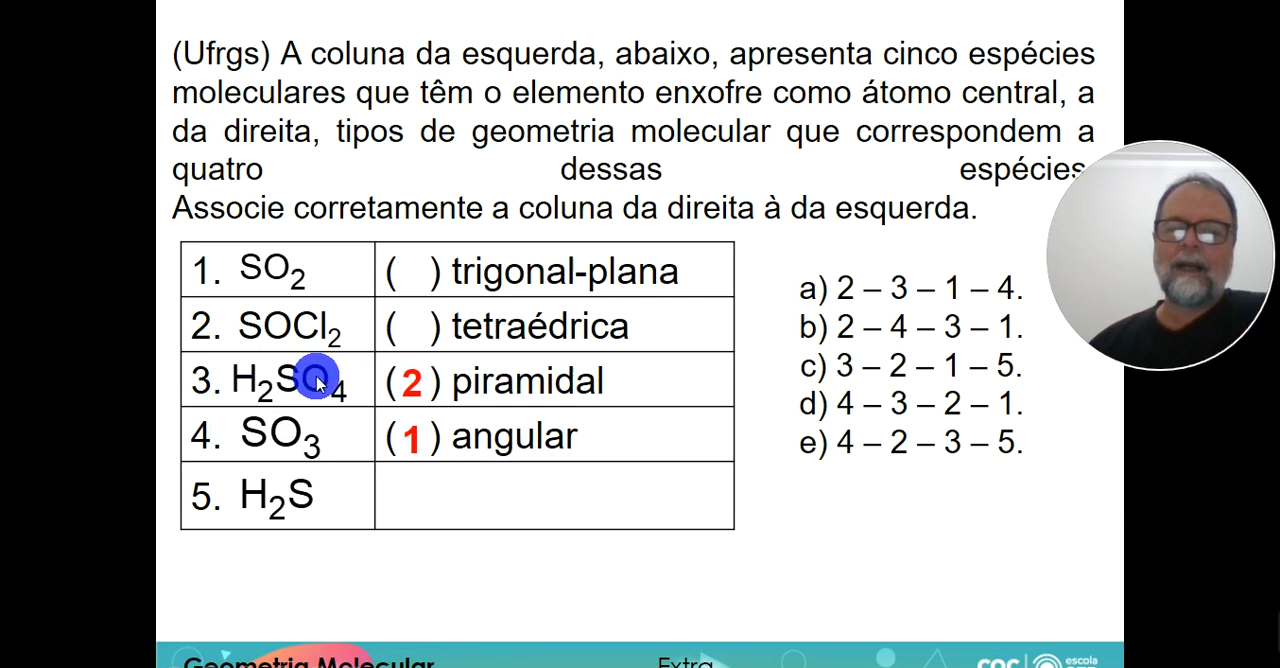 (Ufrgs) A coluna da esquerda, abaixo, apresenta cinco espécies
moleculares que têm o elemento enxofre como átomo central, a
da direita, tipos de geometria molecular que correspondem a
quatro dessas espécies
Associe corretamente a coluna da direita à da esquerda.
1. SO2 ( ) trigonal-plana
2. SOCl2 ( ) tetraédrica
3. H2SO4 ( 2 ) piramidal
4. SO3 ( 1 ) angular
5. H2S
a) 2 – 3 – 1 – 4.
b) 2 – 4 – 3 – 1.
c) 3 – 2 – 1 – 5.
d) 4 – 3 – 2 – 1.
e) 4 – 2 – 3 – 5.
Geometria Molecular Extra escola